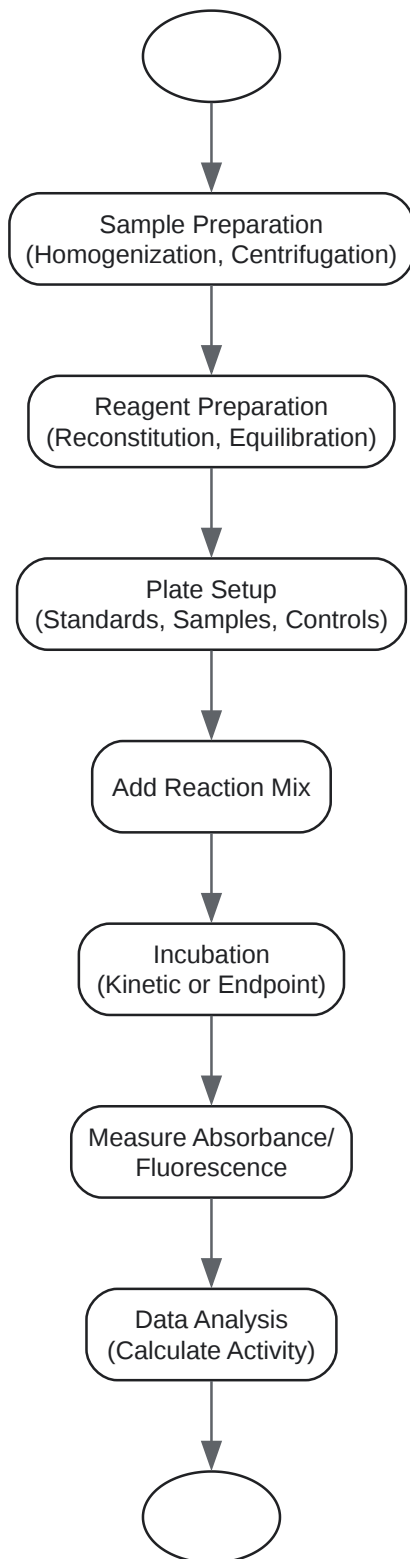 Sample Preparation
(Homogenization, Centrifugation)
Reagent Preparation
(Reconstitution, Equilibration)
Plate Setup
(Standards, Samples, Controls)
Add Reaction Mix
Incubation
(Kinetic or Endpoint)
Measure Absorbance/
Fluorescence
Data Analysis
(Calculate Activity)